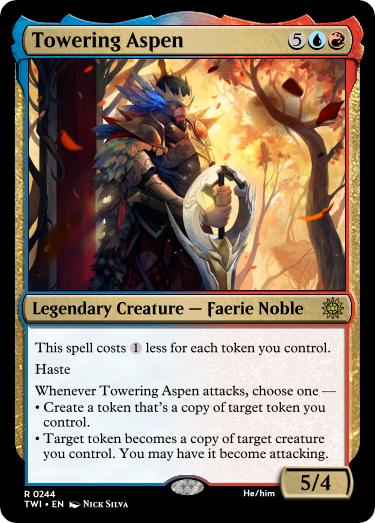 Towering Aspen 5
Legendary Creature — Faerie Noble
This spell costs 1 less for each token you control.
Haste
Whenever Towering Aspen attacks, choose one —
• Create a token that's a copy of target token you
control.
• Target token becomes a copy of target creature
you control. You may have it become attacking.
5/4
R 0244
He/him
TWI • EN Nick Silva